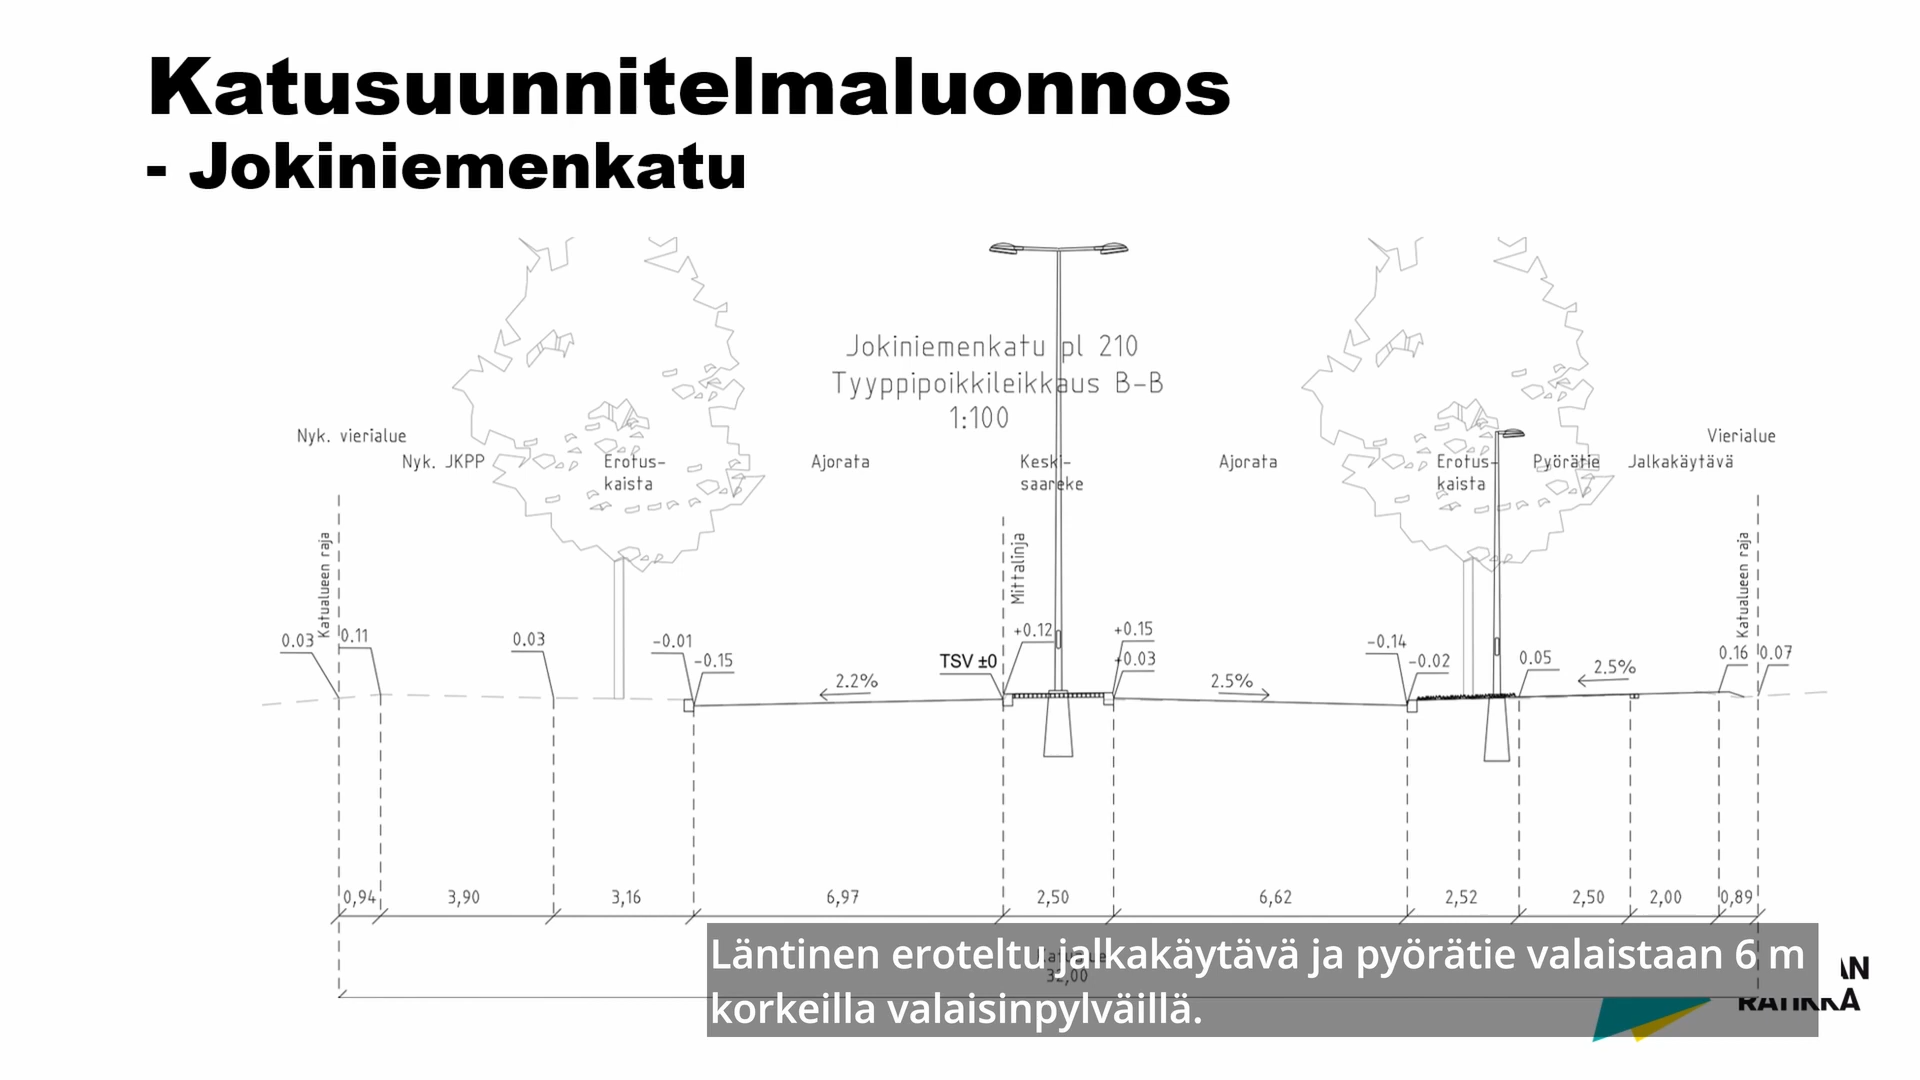 Katusuunnitelmaluonnos
- Jokiniemenkatu
Jokiniemenkatu pl 210
Tyyppipoikkileikkaus B-B
1:100
Nyk. vierialue
Vierialue
Nyk. JKPP
Erotus-
kaista
Ajorata
Keski-
saareke
Ajorata
Erotus-
kaista
Pyörätie
Jalkakäytävä
Katualueen raja
Mittalinja
Katualueen raja
0.03
0.11
0.03
-0.01
-0.15
TSV ±0
+0.12
+0.15
+0.03
-0.14
-0.02
0.05
0.16
0.07
2.2%
2.5%
2.5%
0,94
3,90
3,16
6,97
2,50
6,62
2,52
2,50
2,00
0,89
32,00
Läntinen eroteltu jalkakäytävä ja pyörätie valaistaan 6 m
korkeilla valaisinpylväillä.
AN
RATIKKA